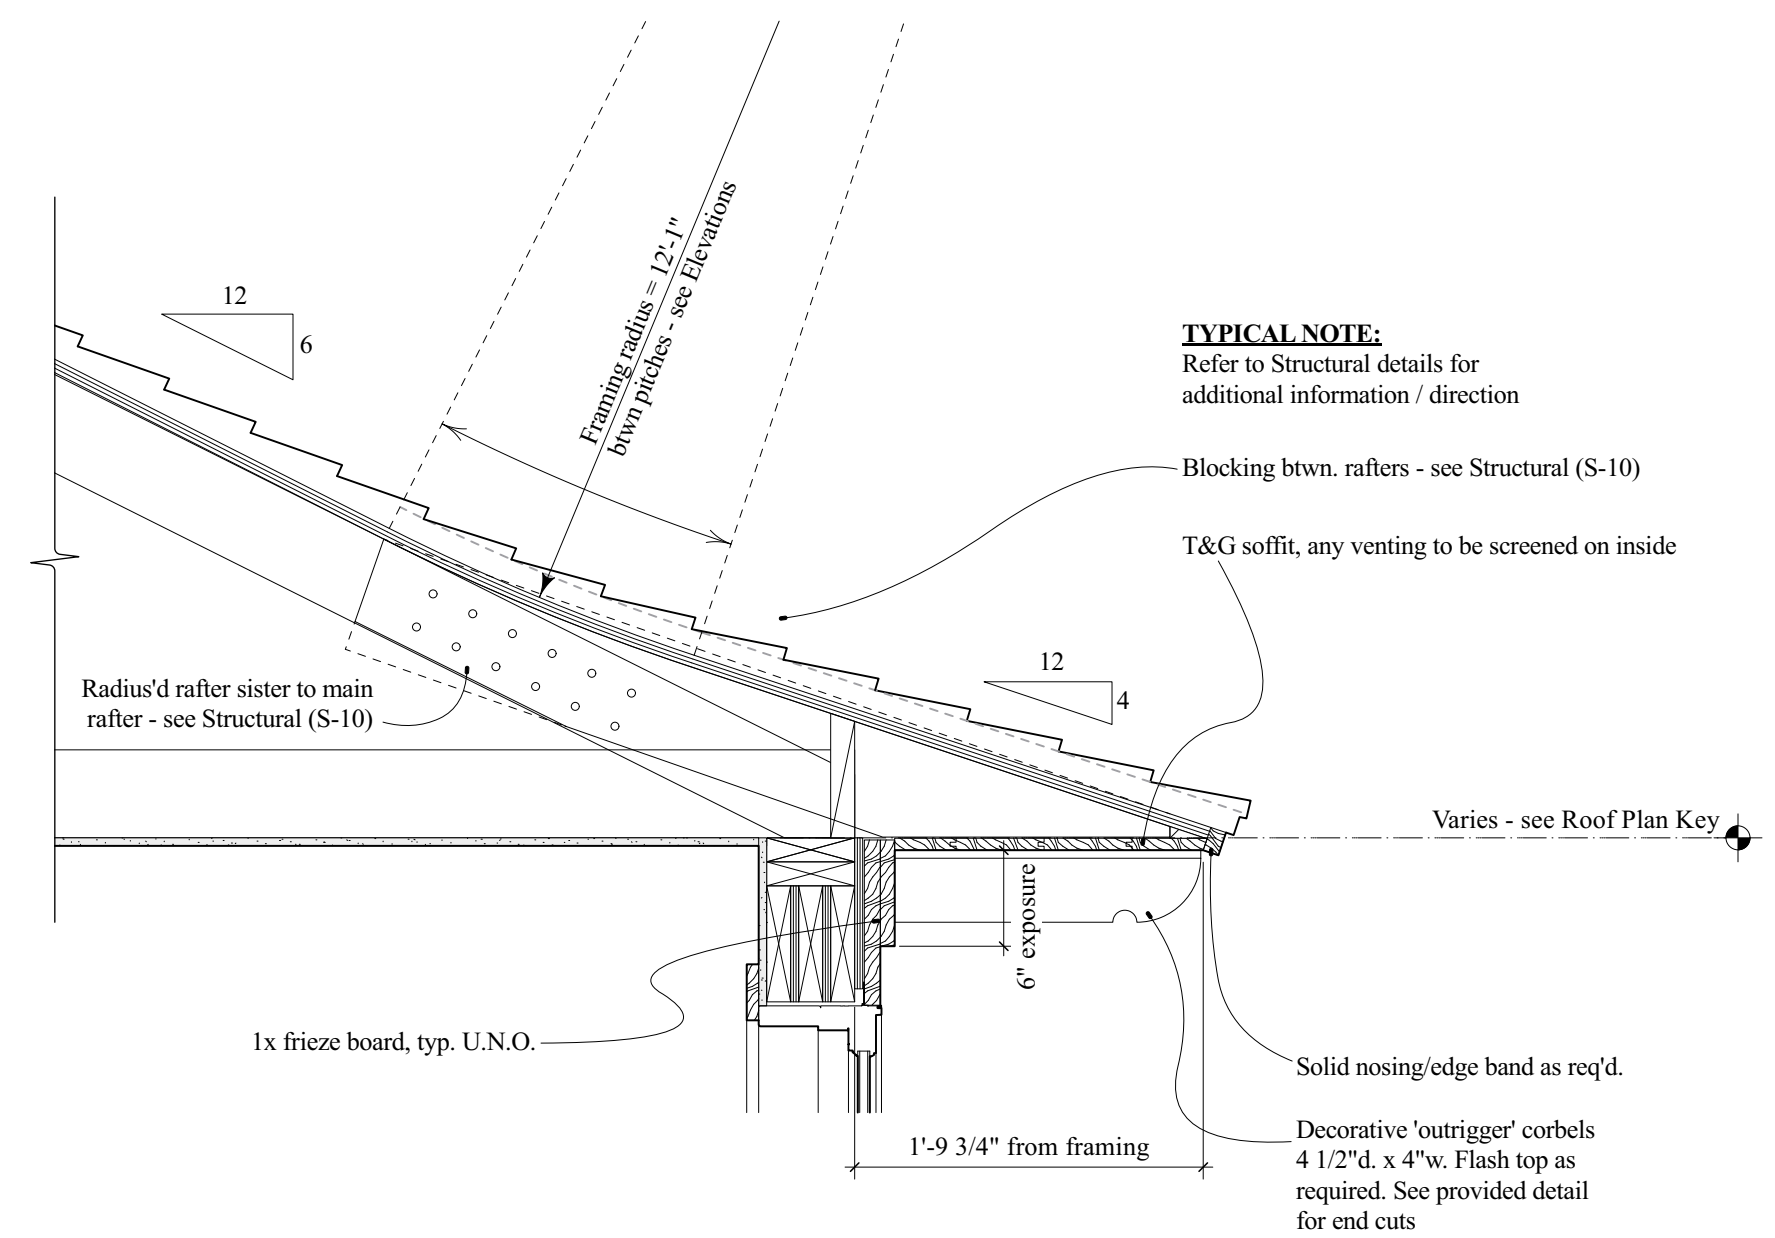 Framing radius = 12'-1"
btwn pitches - see Elevations
12
6
TYPICAL NOTE:
Refer to Structural details for
additional information / direction
Blocking btwn. rafters - see Structural (S-10)
T&G soffit, any venting to be screened on inside
12
4
Radius'd rafter sister to main
rafter - see Structural (S-10)
Varies - see Roof Plan Key
6" exposure
1x frieze board, typ. U.N.O.
Solid nosing/edge band as req'd.
1'-9 3/4" from framing
Decorative 'outrigger' corbels
4 1/2"d. x 4"w. Flash top as
required. See provided detail
for end cuts